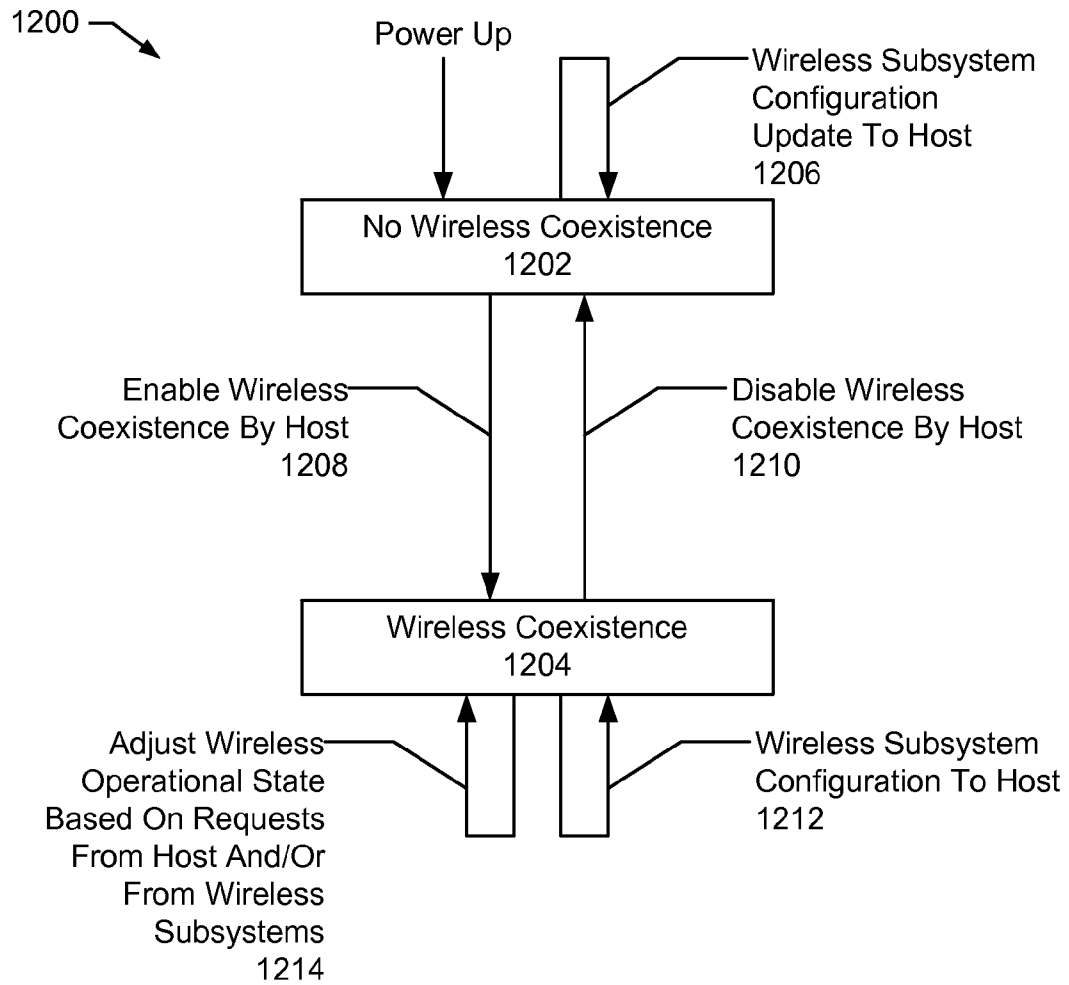 1200
Power Up
Wireless Subsystem
Configuration
Update To Host
1206
No Wireless Coexistence
1202
Enable Wireless
Coexistence By Host
1208
Disable Wireless
Coexistence By Host
1210
Wireless Coexistence
1204
Adjust Wireless
Operational State
Based On Requests
From Host And/Or
From Wireless
Subsystems
1214
Wireless Subsystem
Configuration To Host
1212